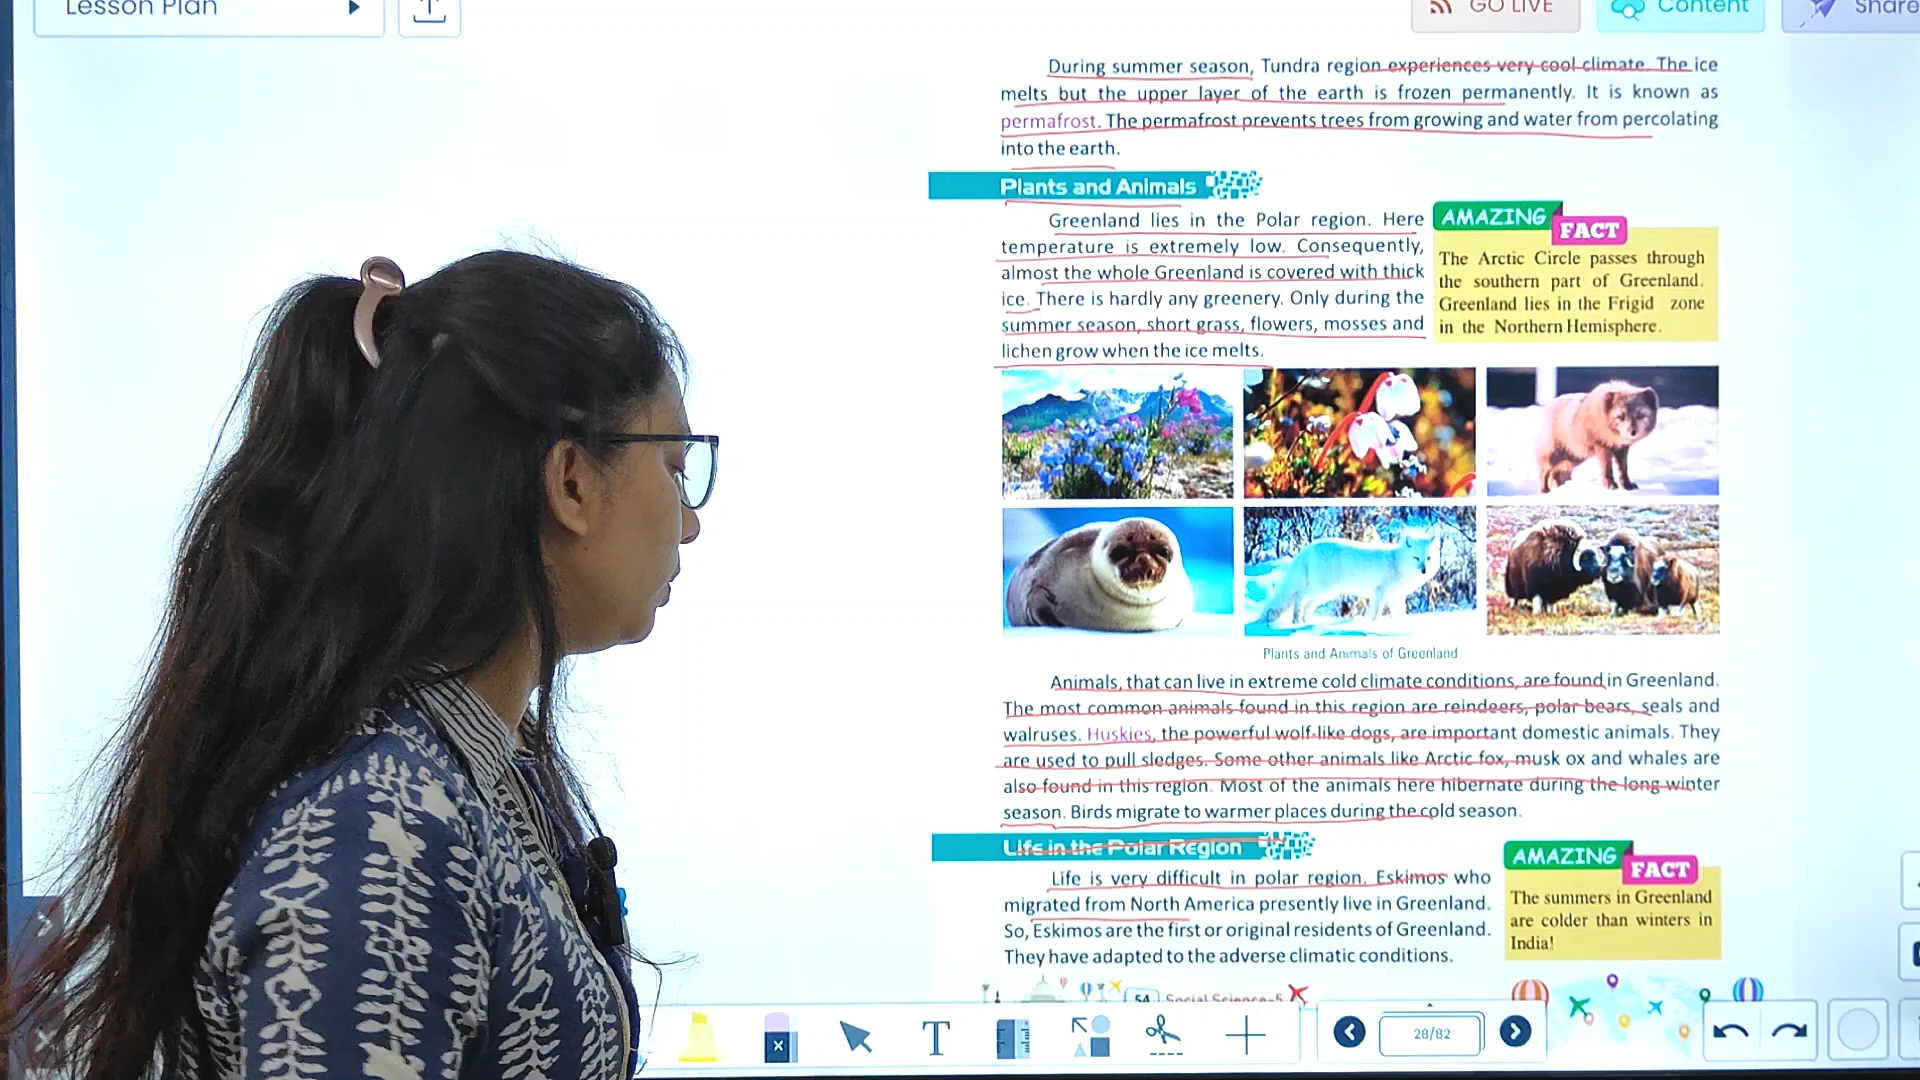 Lesson Plan
GO LIVE
Content
Share
During summer season, Tundra region experiences very cool climate. The ice
melts but the upper layer of the earth is frozen permanently. It is known as
permafrost. The permafrost prevents trees from growing and water from percolating
into the earth.
Plants and Animals
Greenland lies in the Polar region. Here
temperature is extremely low. Consequently,
almost the whole Greenland is covered with thick
ice. There is hardly any greenery. Only during the
summer season, short grass, flowers, mosses and
lichen grow when the ice melts.
AMAZING
FACT
The Arctic Circle passes through
the southern part of Greenland.
Greenland lies in the Frigid zone
in the Northern Hemisphere.
Plants and Animals of Greenland
Animals, that can live in extreme cold climate conditions, are found in Greenland.
The most common animals found in this region are reindeers, polar bears, seals and
walruses. Huskies, the powerful wolf-like dogs, are important domestic animals. They
are used to pull sledges. Some other animals like Arctic fox, musk ox and whales are
also found in this region. Most of the animals here hibernate during the long winter
season. Birds migrate to warmer places during the cold season.
Life in the Polar Region
Life is very difficult in polar region. Eskimos who
migrated from North America presently live in Greenland.
So, Eskimos are the first or original residents of Greenland.
They have adapted to the adverse climatic conditions.
AMAZING
FACT
The summers in Greenland
are colder than winters in
India!
54 Social Science-5
T
28/82